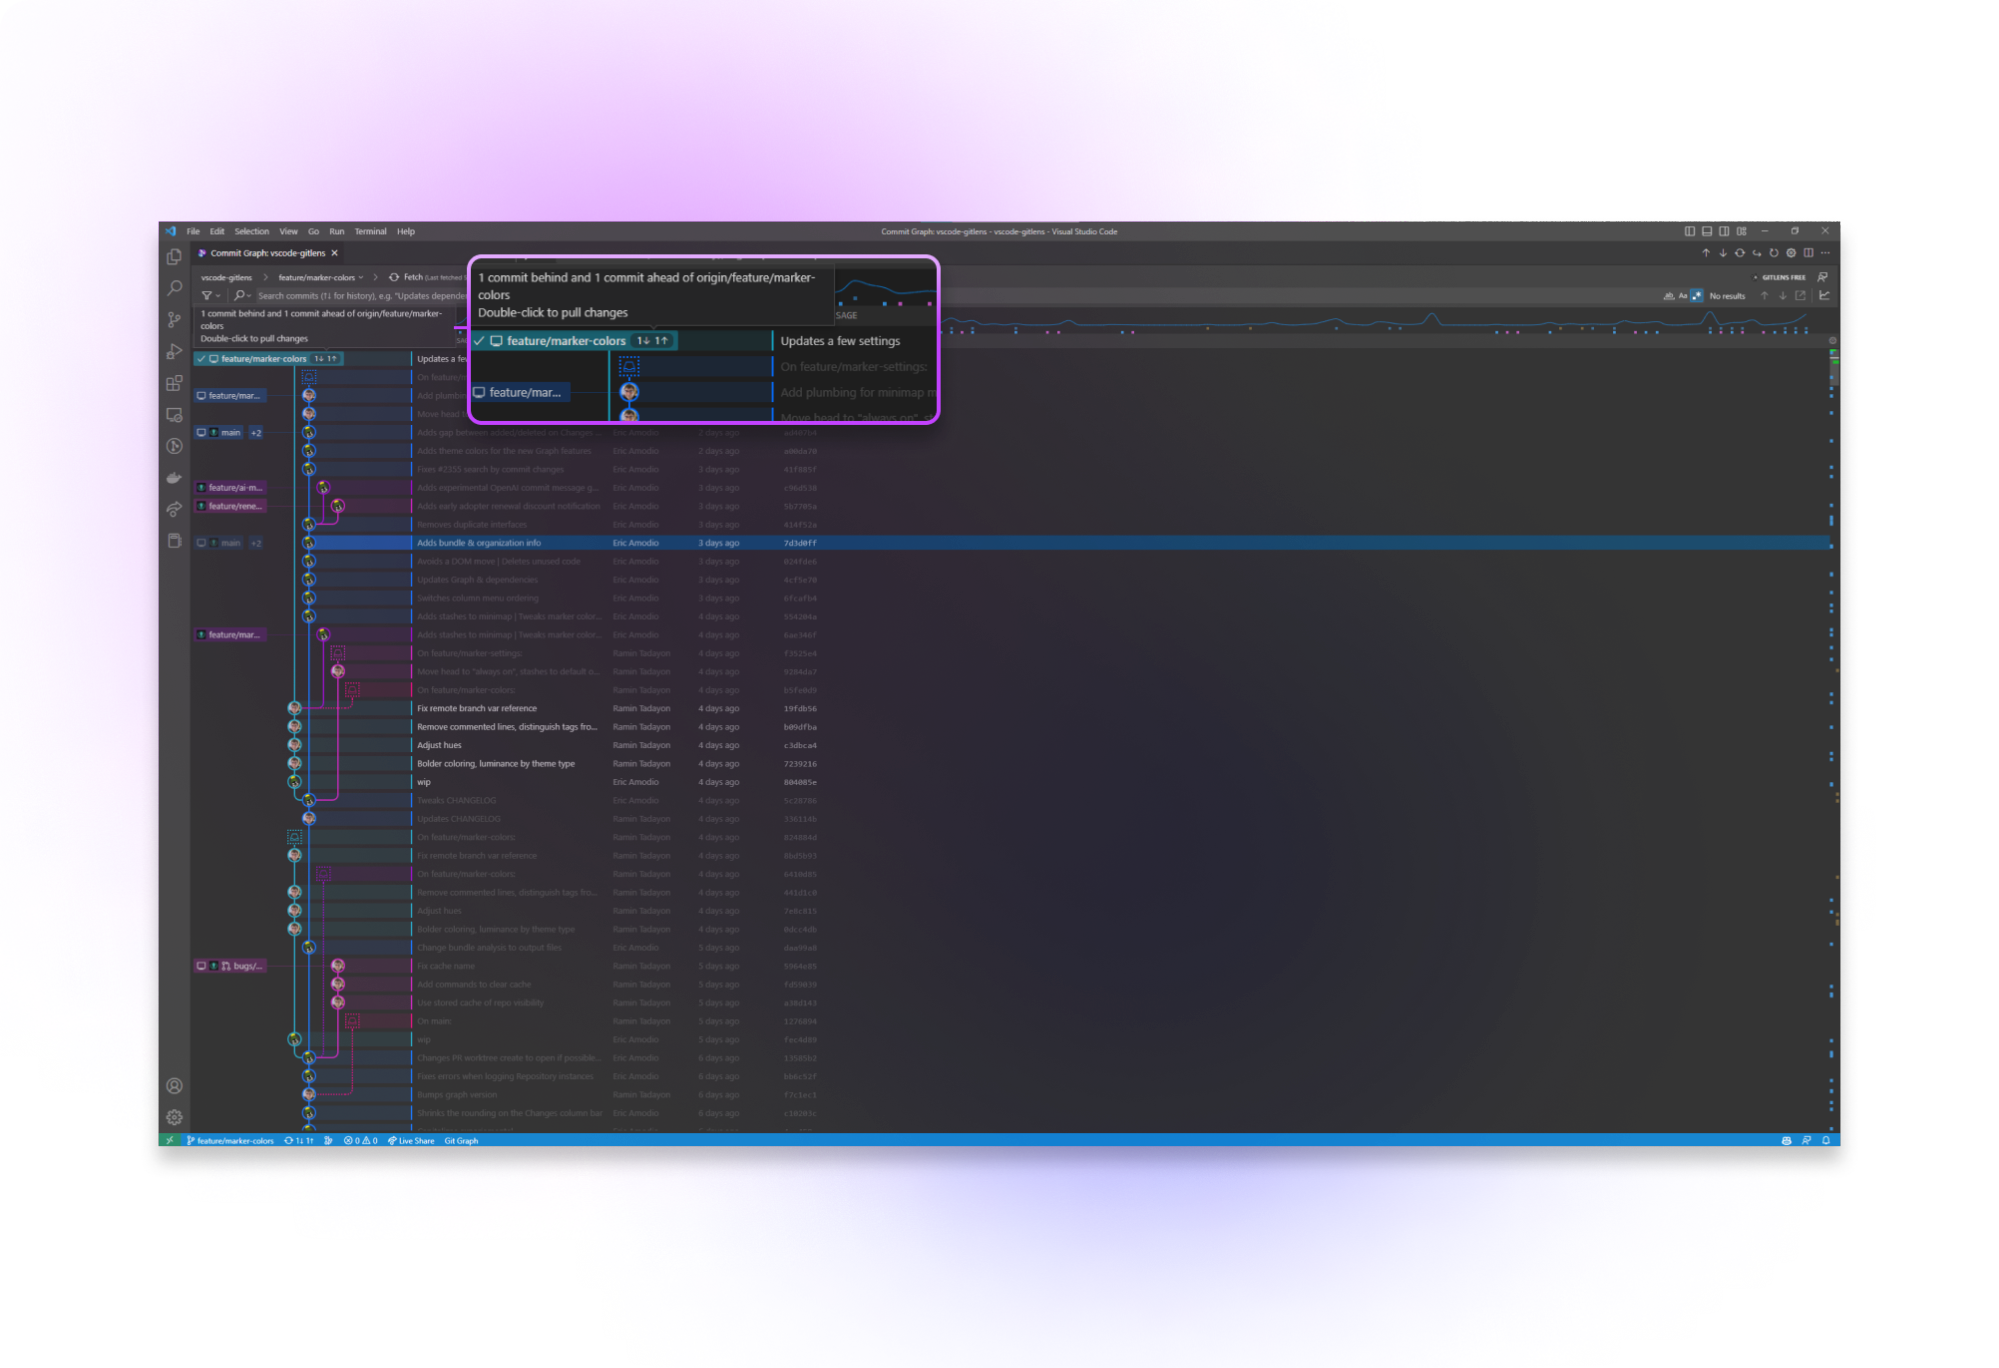 File Edit Selection View Go Run Terminal Help
Commit Graph: vscode-gitlens - vscode-gitlens - Visual Studio Code
Commit Graph: vscode-gitlens
vscode-gitlens feature/marker-colors Fetch (Last fetched
GITLENS FREE
Search commits (↑↓ for history), e.g. "Updates depende
ab Aa .* No results
1 commit behind and 1 commit ahead of origin/feature/marker-
colors
Double-click to pull changes
1 commit behind and 1 commit ahead of origin/feature/marker-
colors
Double-click to pull changes
SAGE
feature/marker-colors 1↓ 1↑ Updates a few settings
On feature/marker-settings:
feature/mar... Add plumbing for minimap m
Move head to "always on", st
feature/marker-colors 1↓ 1↑ Updates a few
On feature/m
feature/mar... Add plumbin
Move head t
main +2 Adds gap between added/deleted on Changes ... Eric Amodio 2 days ago ad407b4
Adds theme colors for the new Graph features Eric Amodio 2 days ago a00da70
Fixes #2355 search by commit changes Eric Amodio 3 days ago 41f885f
feature/ai-m... Adds experimental OpenAI commit message g... Eric Amodio 3 days ago c96d538
feature/rene... Adds early adopter renewal discount notification Eric Amodio 3 days ago 5b7705a
Removes duplicate interfaces Eric Amodio 3 days ago 414f52a
main +2 Adds bundle & organization info Eric Amodio 3 days ago 7d3d0ff
Avoids a DOM move | Deletes unused code Eric Amodio 3 days ago 024fde6
Updates Graph & dependencies Eric Amodio 3 days ago 4cf5e70
Switches column menu ordering Eric Amodio 3 days ago 6fcafb4
Adds stashes to minimap | Tweaks marker color... Eric Amodio 4 days ago 554204a
feature/mar... Adds stashes to minimap | Tweaks marker color... Eric Amodio 4 days ago 6ae346f
On feature/marker-settings: Ramin Tadayon 4 days ago f3525e4
Move head to "always on", stashes to default o... Ramin Tadayon 4 days ago 9204da7
On feature/marker-colors: Ramin Tadayon 4 days ago b5fe0d9
Fix remote branch var reference Ramin Tadayon 4 days ago 19fdb56
Remove commented lines, distinguish tags fro... Ramin Tadayon 4 days ago b09dfba
Adjust hues Ramin Tadayon 4 days ago c3dbca4
Bolder coloring, luminance by theme type Ramin Tadayon 4 days ago 7239216
wip Eric Amodio 4 days ago 804085e
Tweaks CHANGELOG Eric Amodio 4 days ago 5c28786
Updates CHANGELOG Ramin Tadayon 4 days ago 336114b
On feature/marker-colors: Ramin Tadayon 4 days ago 824804d
Fix remote branch var reference Ramin Tadayon 4 days ago 6bd5b93
On feature/marker-colors: Ramin Tadayon 4 days ago 6410d89
Remove commented lines, distinguish tags fro... Ramin Tadayon 4 days ago 441d1c0
Adjust hues Ramin Tadayon 4 days ago 7e8c815
Bolder coloring, luminance by theme type Ramin Tadayon 4 days ago 0dcc4db
Change bundle analysis to output files Eric Amodio 5 days ago daa99a0
bugs/... Fix cache name Ramin Tadayon 5 days ago 5964e85
Add commands to clear cache Ramin Tadayon 5 days ago fd59039
Use stored cache of repo visibility Ramin Tadayon 5 days ago a30d143
On main: Ramin Tadayon 5 days ago 1226894
wip Eric Amodio 5 days ago fec4d89
Changes PR worktree create to open if possible... Eric Amodio 6 days ago 13585b2
Fixes errors when logging Repository instances Eric Amodio 6 days ago bb6c52f
Bumps graph version Ramin Tadayon 6 days ago f7c1ec3
Shrinks the rounding on the Changes column bar Eric Amodio 6 days ago c10203c
feature/marker-colors 1↓ 1↑ 0 0 Live Share Git Graph